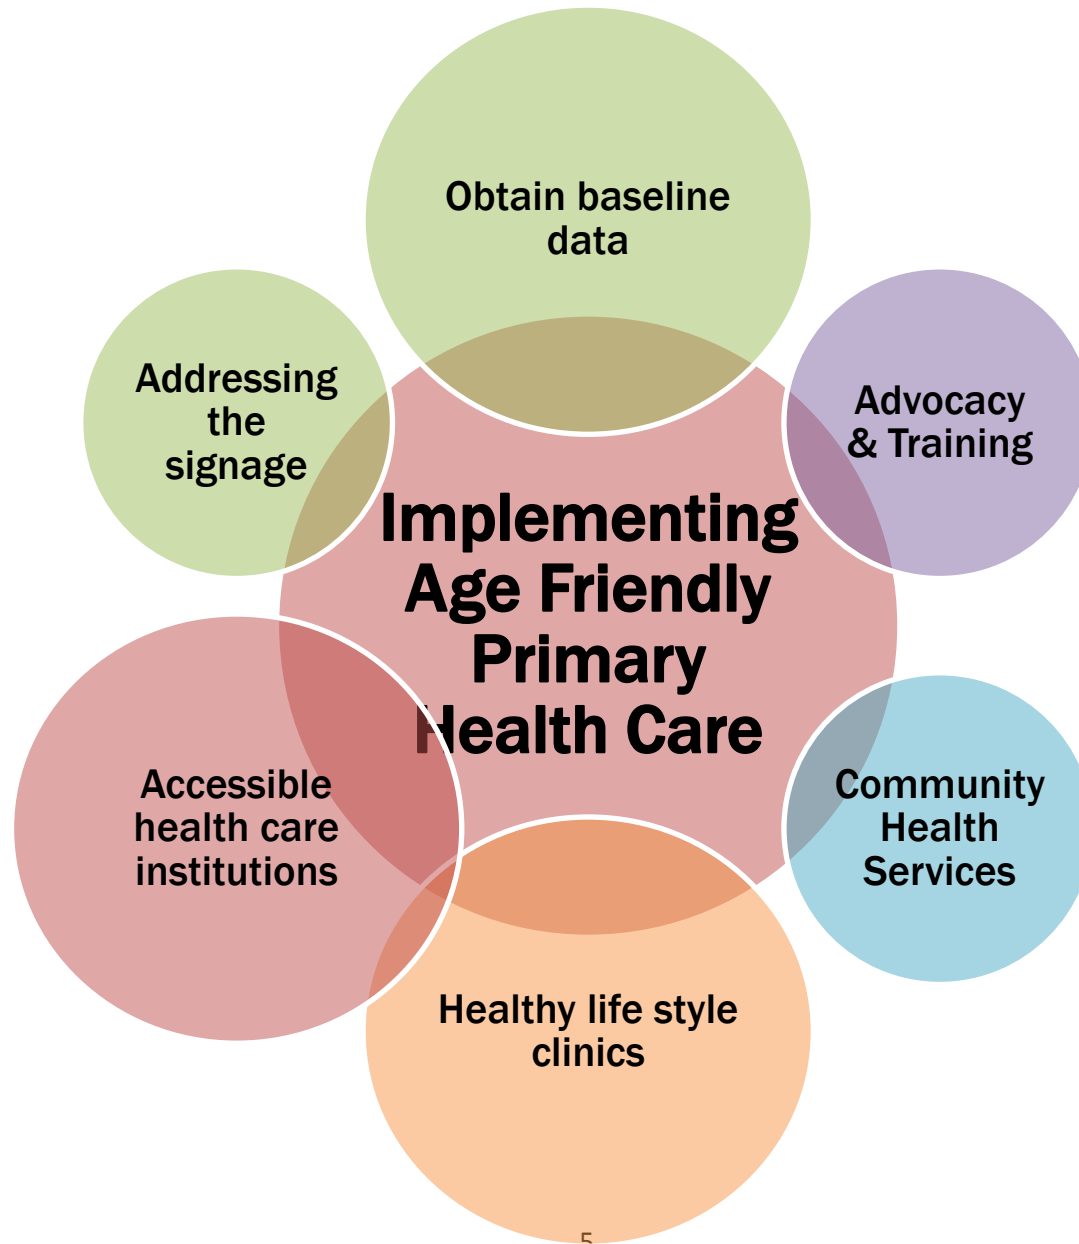 Obtain baseline
data
Addressing
the
signage
Advocacy
& Training
Implementing
Age Friendly
Primary
Health Care
Accessible
health care
institutions
Community
Health
Services
Healthy life style
clinics
5